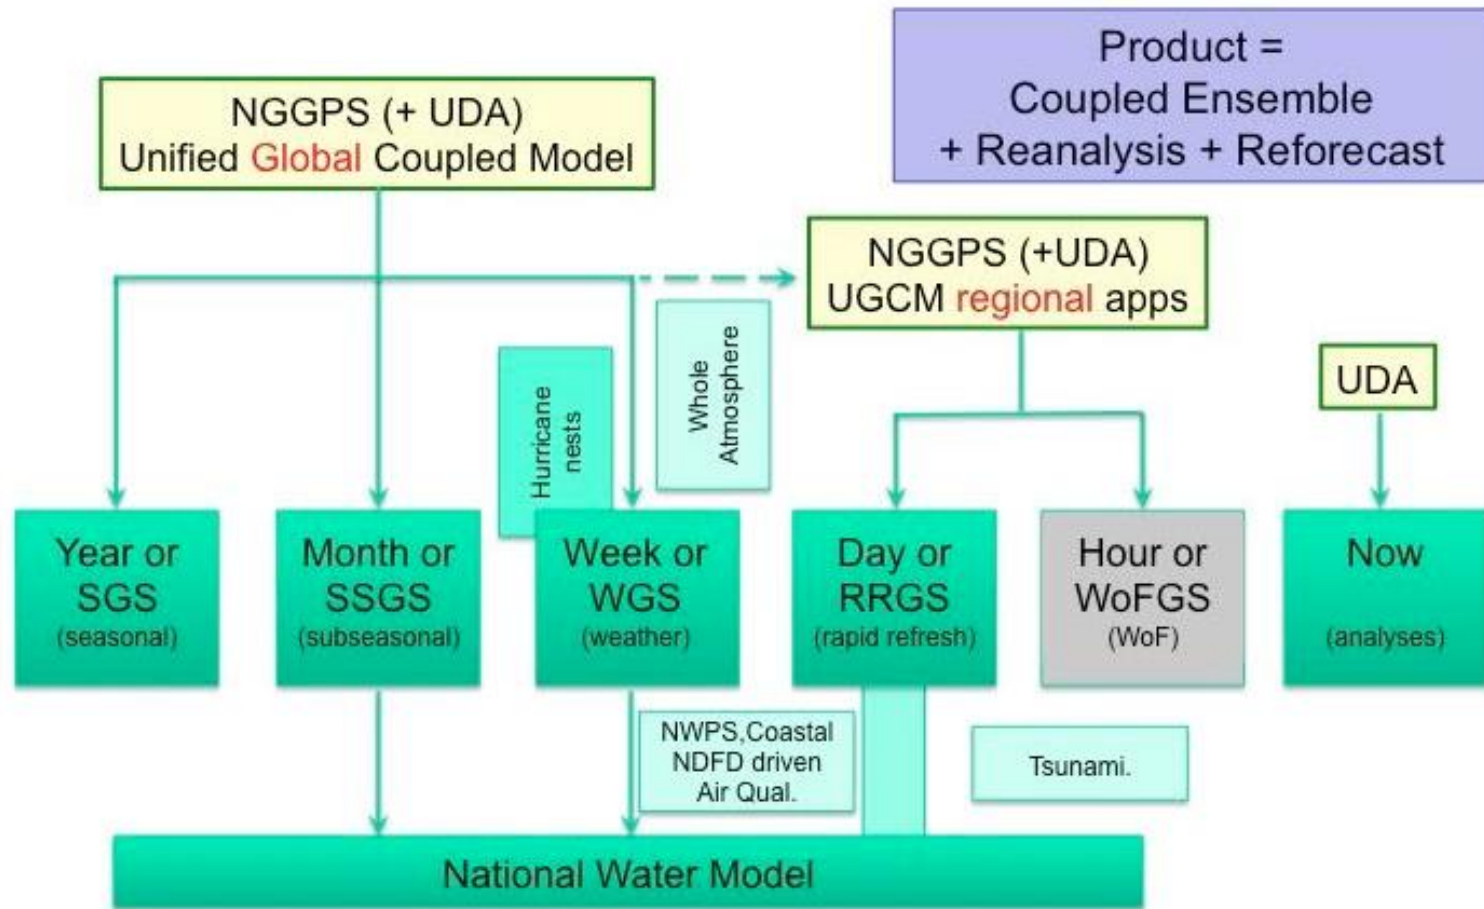 Product =
Coupled Ensemble
+ Reanalysis + Reforecast
NGGPS (+ UDA)
Unified Global Coupled Model
NGGPS (+UDA)
UGCM regional apps
UDA
Hurricane
nests
Whole
Atmosphere
Year or
SGS
(seasonal)
Month or
SSGS
(subseasonal)
Week or
WGS
(weather)
Day or
RRGS
(rapid refresh)
Hour or
WoFGS
(WoF)
Now
(analyses)
NWPS,Coastal
NDFD driven
Air Qual.
Tsunami.
National Water Model